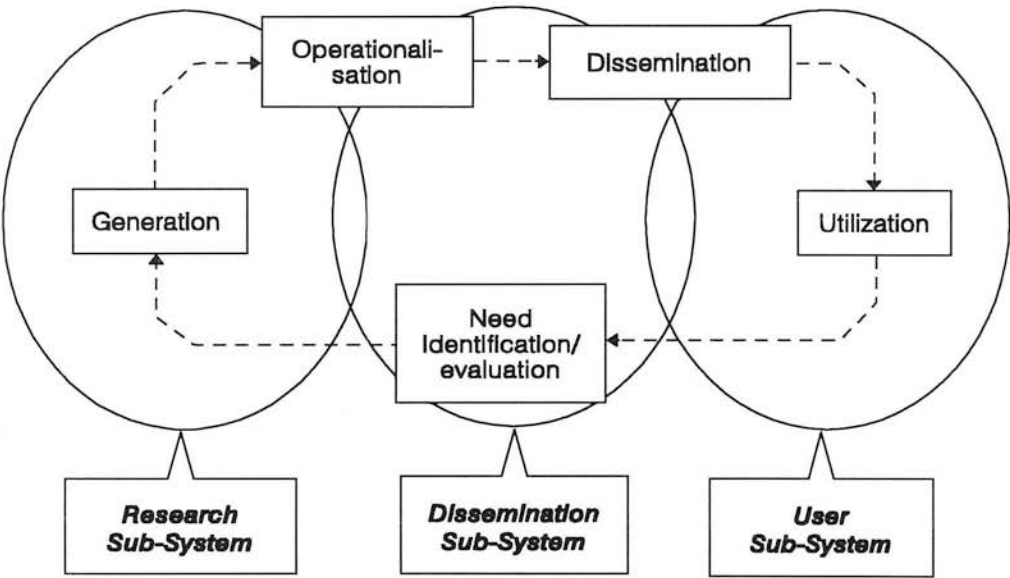 Operationali-
sation
Dissemination
Generation
Utilization
Need
identification/
evaluation
Research
Sub-System
Dissemination
Sub-System
User
Sub-System